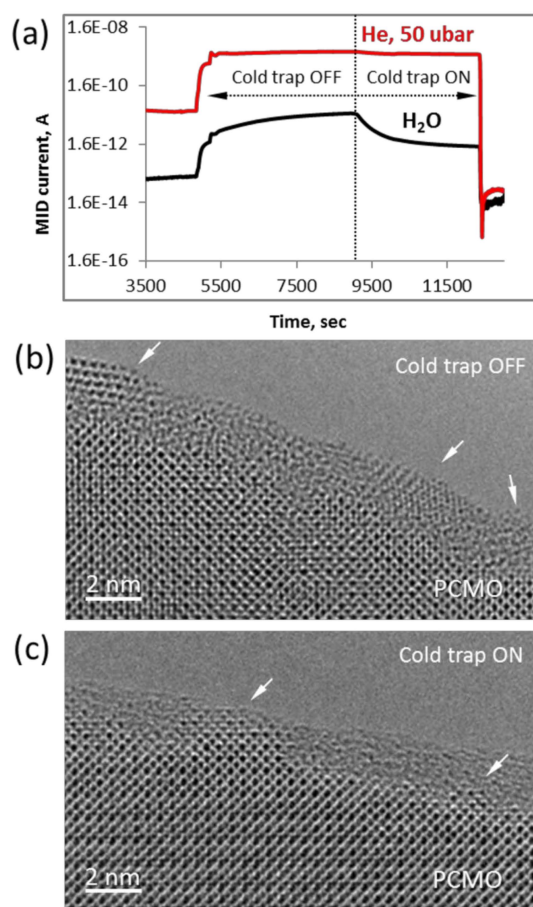 (a)
1.6E-08
1.6E-10
1.6E-12
1.6E-14
1.6E-16
MID current, A
He, 50 ubar
Cold trap OFF
Cold trap ON
H₂O
3500
5500
7500
9500
11500
Time, sec
(b)
Cold trap OFF
2 nm
PCMO
(c)
Cold trap ON
2 nm
PCMO